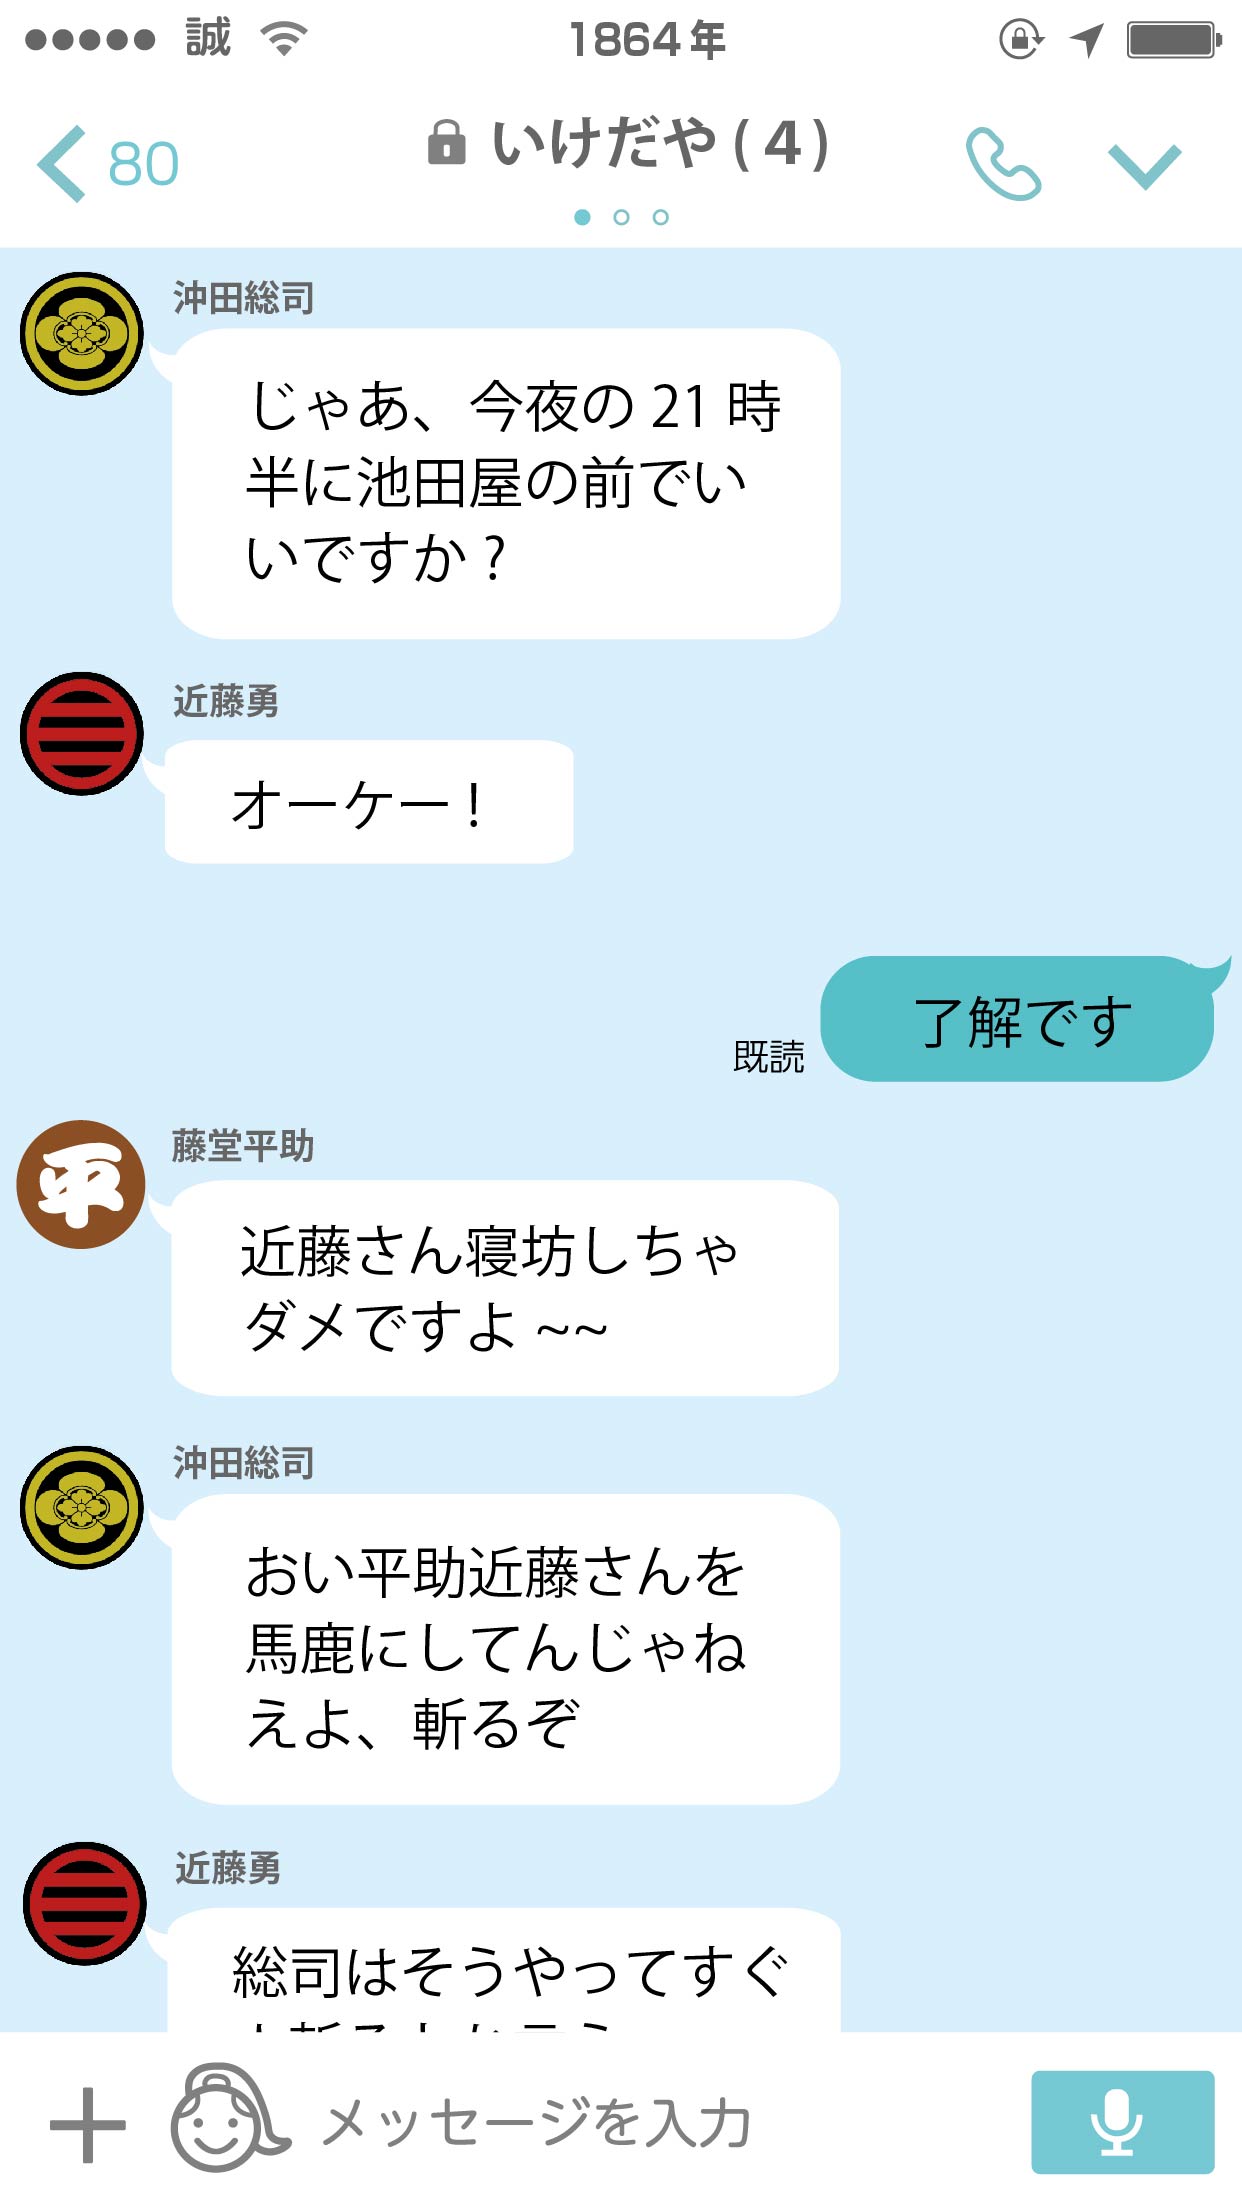 誠 1864年
80 いけだや(4)
沖田総司
じゃあ、今夜の21時
半に池田屋の前でい
いですか?
近藤勇
オーケー!
了解です
既読
藤堂平助
平
近藤さん寝坊しちゃ
ダメですよ~~
沖田総司
おい平助近藤さんを
馬鹿にしてんじゃね
えよ、斬るぞ
近藤勇
総司はそうやってすぐ
メッセージを入力